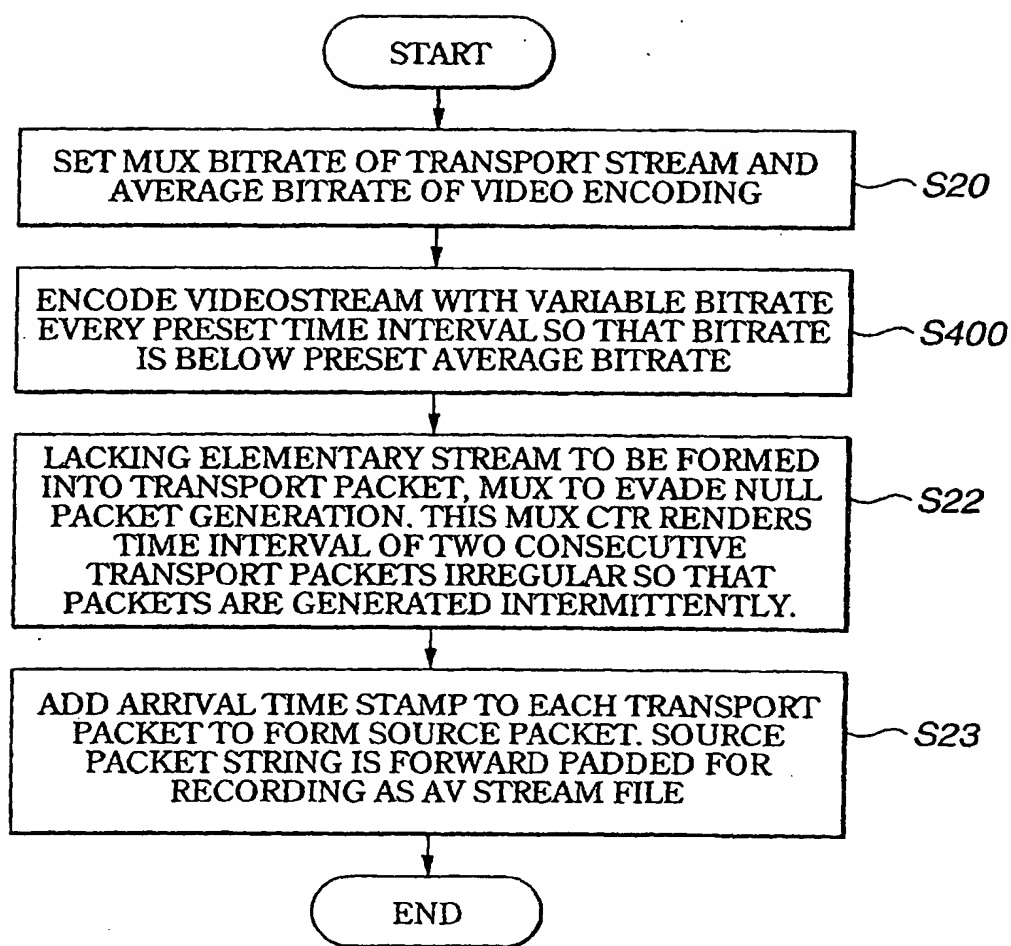 START
SET MUX BITRATE OF TRANSPORT STREAM AND
AVERAGE BITRATE OF VIDEO ENCODING
S20
ENCODE VIDEOSTREAM WITH VARIABLE BITRATE
EVERY PRESET TIME INTERVAL SO THAT BITRATE
IS BELOW PRESET AVERAGE BITRATE
S400
LACKING ELEMENTARY STREAM TO BE FORMED
INTO TRANSPORT PACKET, MUX TO EVADE NULL
PACKET GENERATION. THIS MUX CTR RENDERS
TIME INTERVAL OF TWO CONSECUTIVE
TRANSPORT PACKETS IRREGULAR SO THAT
PACKETS ARE GENERATED INTERMITTENTLY.
S22
ADD ARRIVAL TIME STAMP TO EACH TRANSPORT
PACKET TO FORM SOURCE PACKET. SOURCE
PACKET STRING IS FORWARD PADDED FOR
RECORDING AS AV STREAM FILE
S23
END